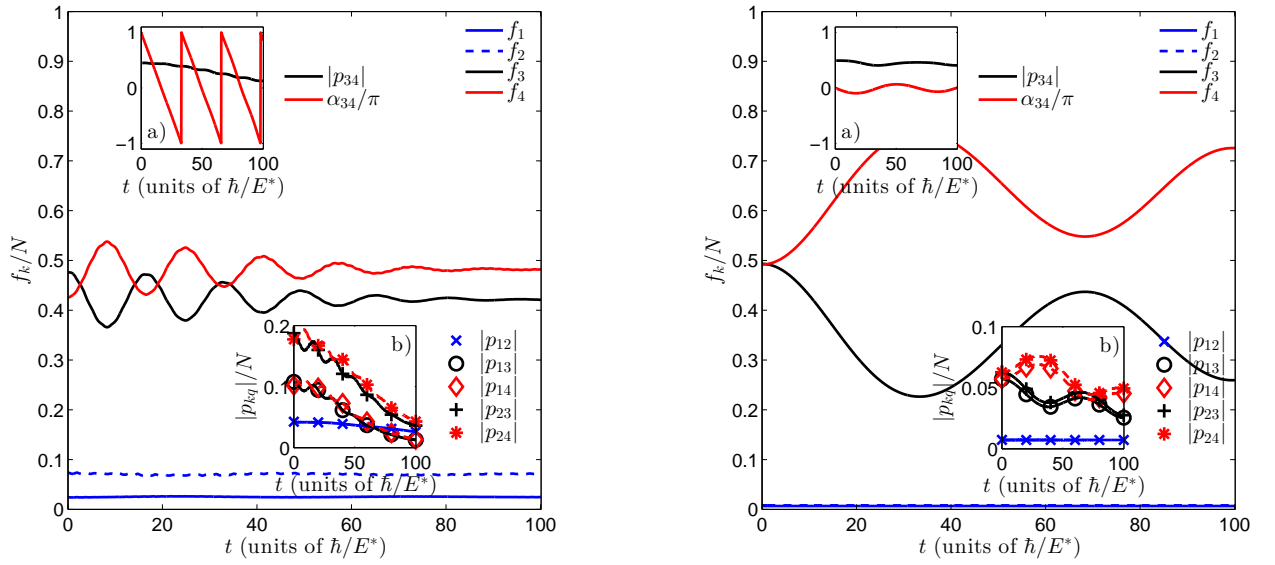 1
0.9
0.8
0.7
0.6
0.5
0.4
0.3
0.2
0.1
0
f_k/N
0 20 40 60 80 100
t (units of ħ/E*)
f_1
f_2
f_3
f_4
1
0
−1
a)
0 50 100
t (units of ħ/E*)
|p_34|
α_34/π
0.2
0.1
0
|p_kq|/N
b)
0 50 100
t (units of ħ/E*)
|p_12|
|p_13|
|p_14|
|p_23|
|p_24|
1
0.9
0.8
0.7
0.6
0.5
0.4
0.3
0.2
0.1
0
f_k/N
0 20 40 60 80 100
t (units of ħ/E*)
f_1
f_2
f_3
f_4
1
0
−1
a)
0 50 100
t (units of ħ/E*)
|p_34|
α_34/π
0.1
0.05
0
|p_kq|/N
b)
0 50 100
t (units of ħ/E*)
|p_12|
|p_13|
|p_14|
|p_23|
|p_24|